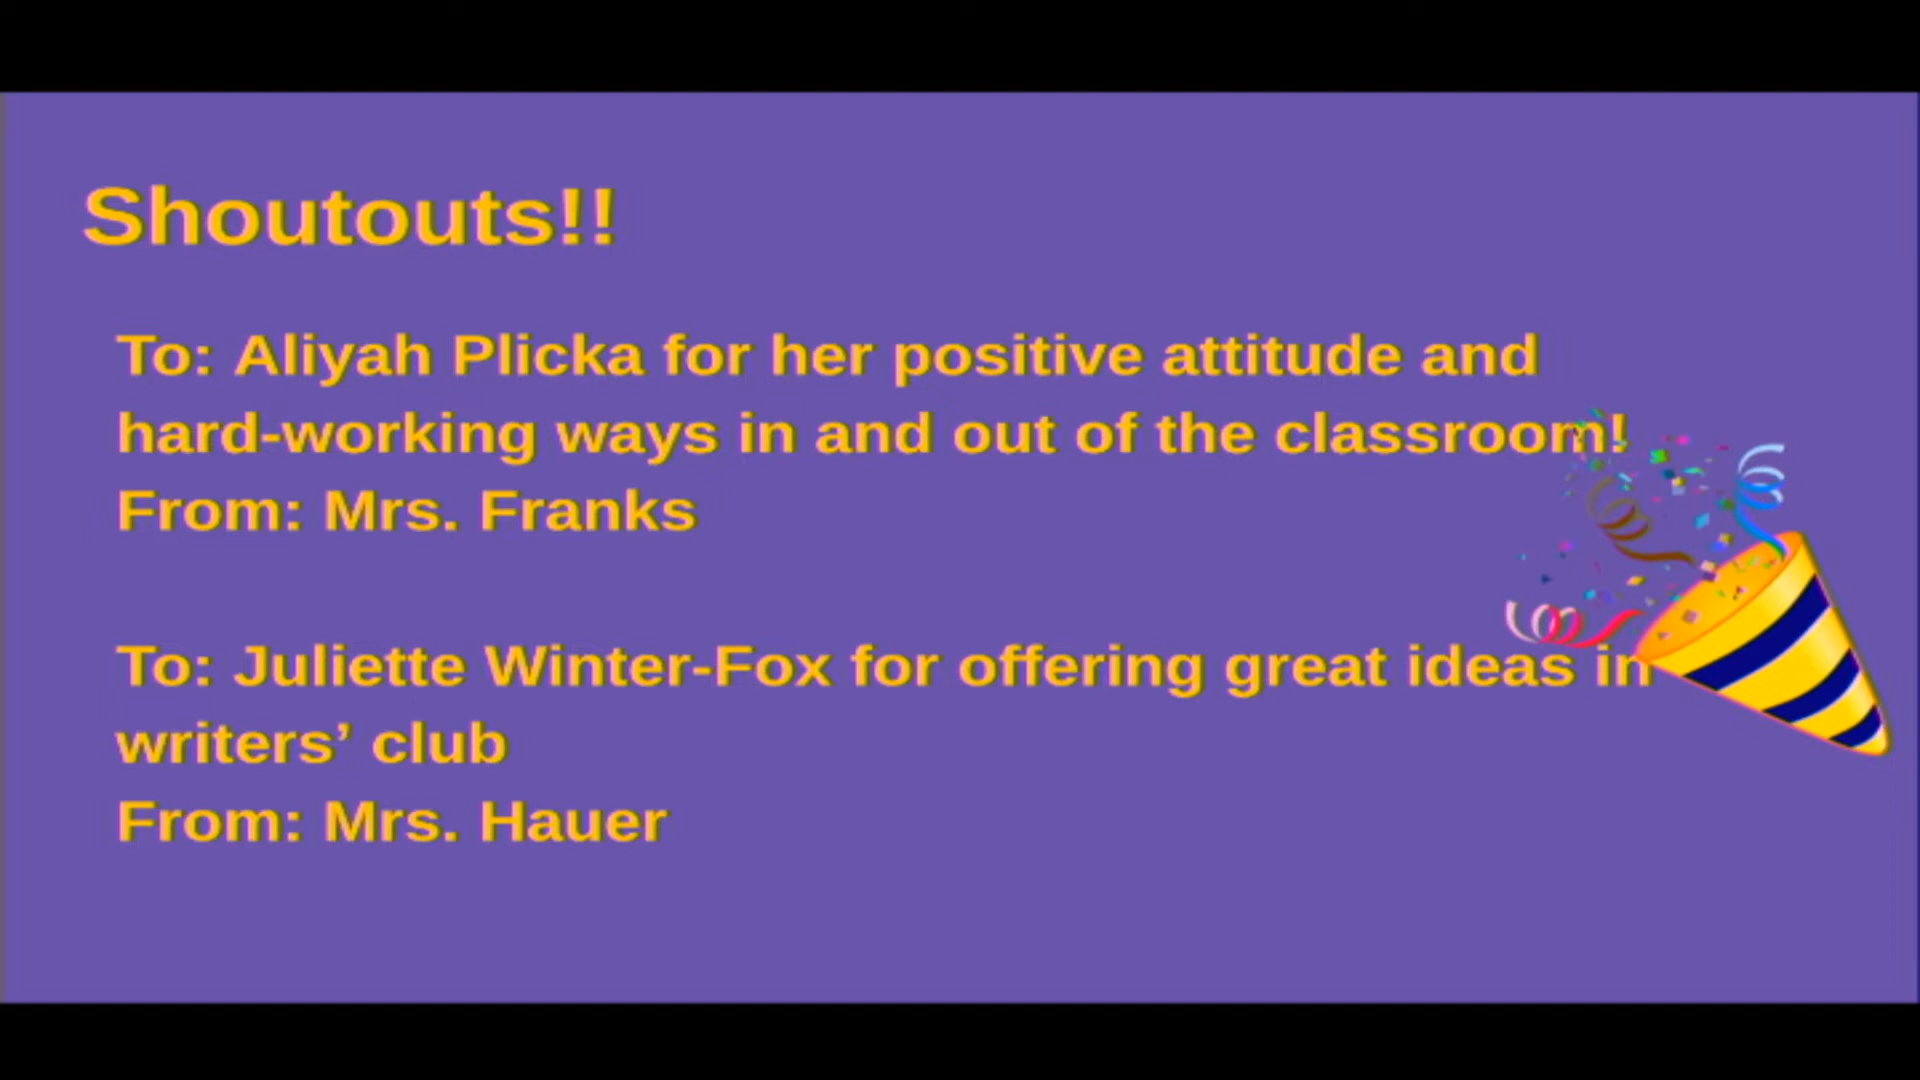 Shoutouts!!
To: Aliyah Plicka for her positive attitude and
hard-working ways in and out of the classroom!
From: Mrs. Franks
To: Juliette Winter-Fox for offering great ideas in
writers’ club
From: Mrs. Hauer